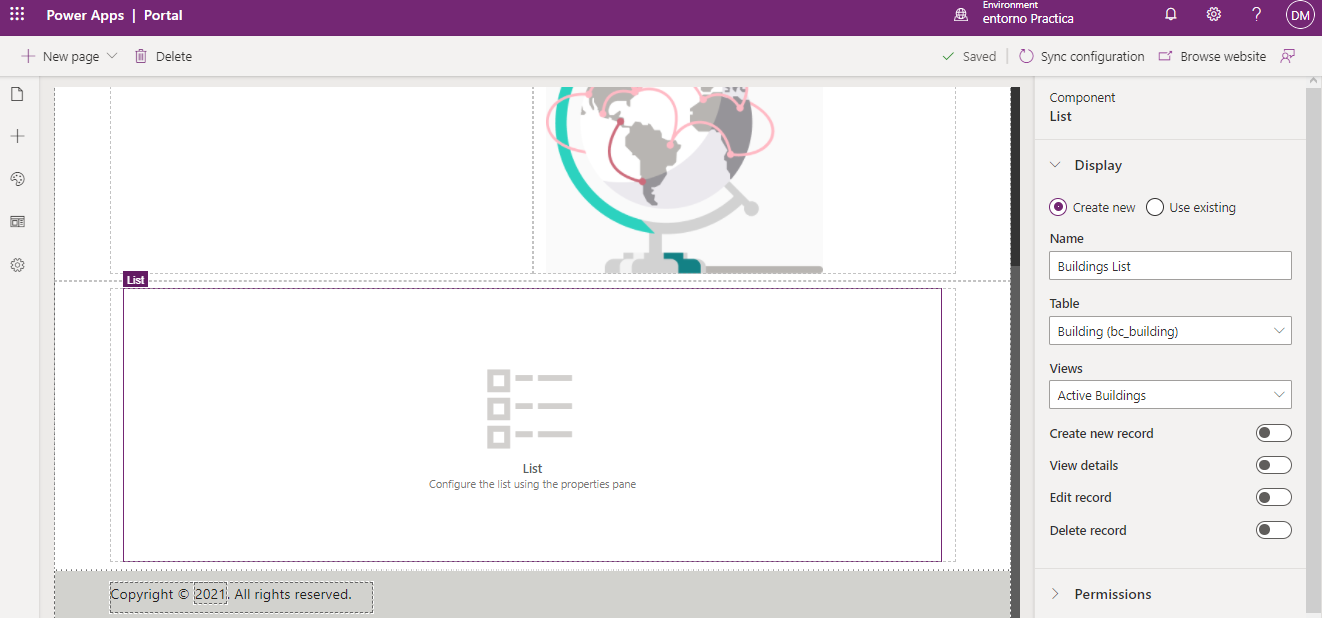 Power Apps | Portal
Environment
entorno Practica
?
DM
New page
Delete
Saved
Sync configuration
Browse website
SVG
List
Configure the list using the properties pane
List
Copyright © 2021. All rights reserved.
Component
List
Display
Create new
Use existing
Name
Buildings List
Table
Building (bc_building)
Views
Active Buildings
Create new record
View details
Edit record
Delete record
Permissions